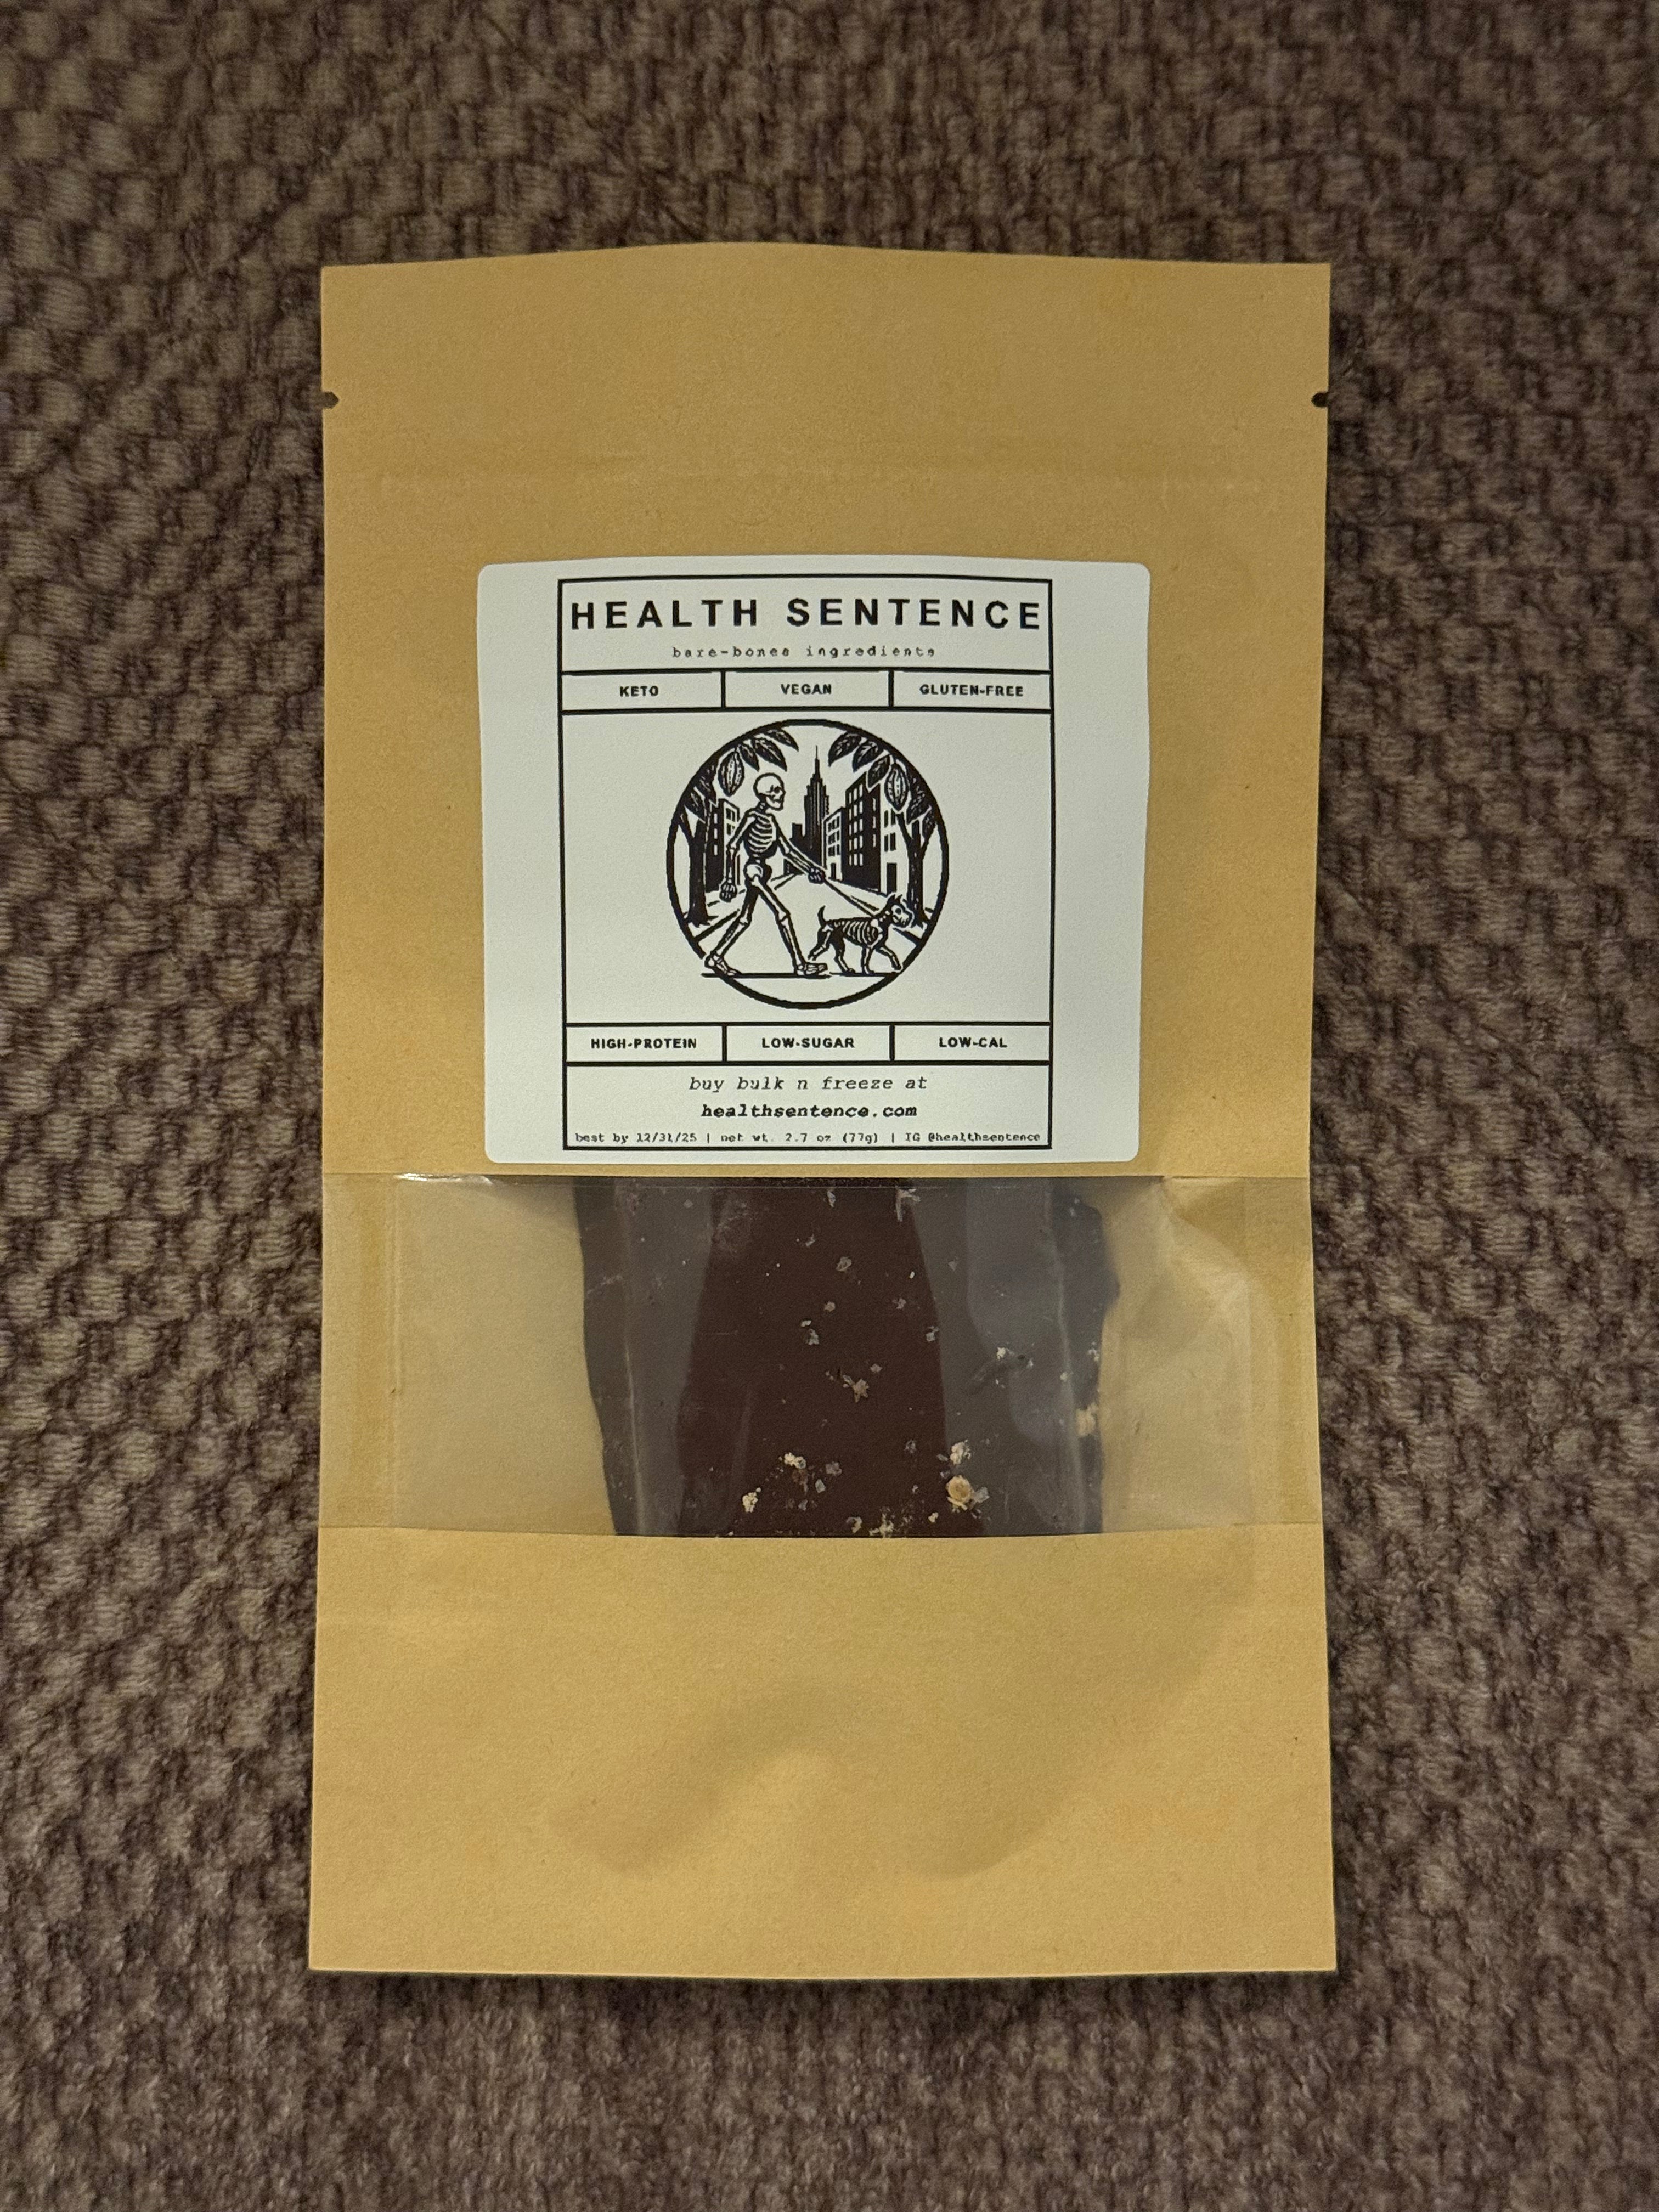 HEALTH SENTENCE
bare-bones ingredients
KETO VEGAN GLUTEN-FREE
HIGH-PROTEIN LOW-SUGAR LOW-CAL
buy bulk n freeze at
healthsentence.com
best by 12/31/25 | net wt. 2.7 oz (77g) | IG @healthsentence